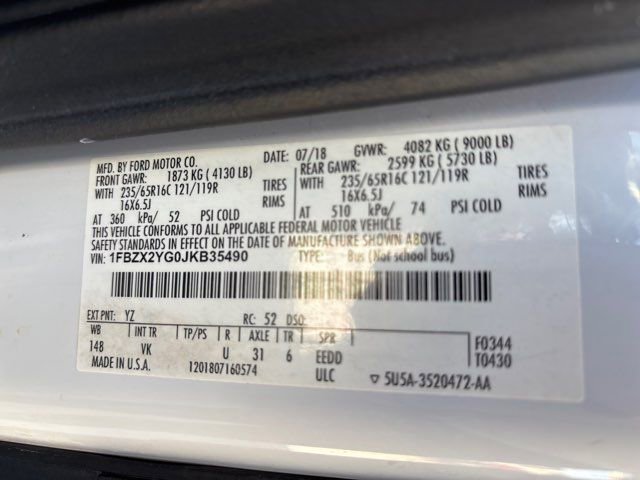 MFG. BY FORD MOTOR CO. DATE: 07/18 GVWR: 4082 KG ( 9000 LB)
FRONT GAWR: 1873 KG ( 4130 LB) REAR GAWR: 2599 KG ( 5730 LB)
WITH 235/65R16C 121/119R TIRES WITH 235/65R16C 121/119R TIRES
16X6.5J RIMS 16X6.5J RIMS
AT 360 kPa/ 52 PSI COLD AT 510 kPa/ 74 PSI COLD
THIS VEHICLE CONFORMS TO ALL APPLICABLE FEDERAL MOTOR VEHICLE
SAFETY STANDARDS IN EFFECT ON THE DATE OF MANUFACTURE SHOWN ABOVE.
VIN: 1FBZX2YG0JKB35490 TYPE: Bus (Not school bus)
EXT PNT: YZ RC: 52 DSO:
WB INT TR TP/PS R AXLE TR SPR F0344
148 VK U 31 6 EEDD T0430
MADE IN U.S.A. 1201807160574 ULC ▽ 5U5A-3520472-AA